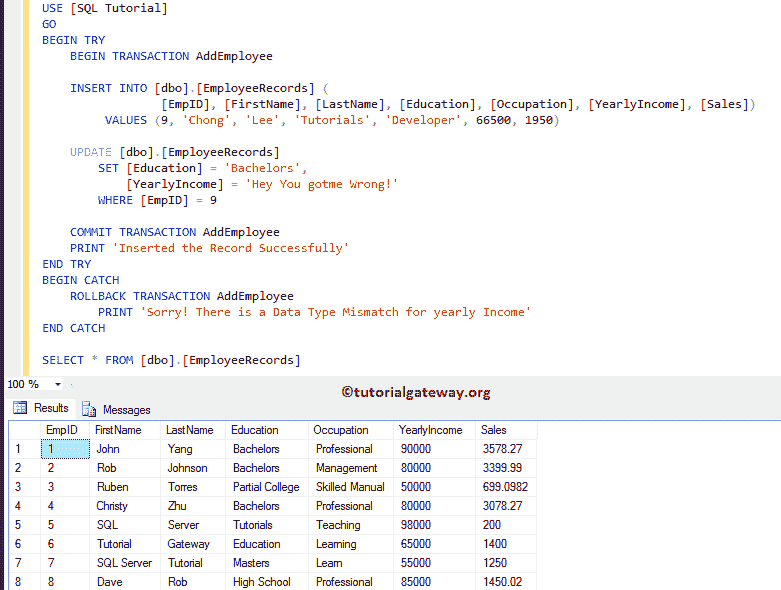 USE [SQL Tutorial]
GO
BEGIN TRY
BEGIN TRANSACTION AddEmployee
INSERT INTO [dbo].[EmployeeRecords] (
[EmpID], [FirstName], [LastName], [Education], [Occupation], [YearlyIncome], [Sales])
VALUES (9, 'Chong', 'Lee', 'Tutorials', 'Developer', 66500, 1950)
UPDATE [dbo].[EmployeeRecords]
SET [Education] = 'Bachelors',
[YearlyIncome] = 'Hey You gotme Wrong!'
WHERE [EmpID] = 9
COMMIT TRANSACTION AddEmployee
PRINT 'Inserted the Record Successfully'
END TRY
BEGIN CATCH
ROLLBACK TRANSACTION AddEmployee
PRINT 'Sorry! There is a Data Type Mismatch for yearly Income'
END CATCH
SELECT * FROM [dbo].[EmployeeRecords]
100 %
©tutorialgateway.org
Results Messages
EmpID FirstName LastName Education Occupation YearlyIncome Sales
1 1 John Yang Bachelors Professional 90000 3578.27
2 2 Rob Johnson Bachelors Management 80000 3399.99
3 3 Ruben Torres Partial College Skilled Manual 50000 699.0982
4 4 Christy Zhu Bachelors Professional 80000 3078.27
5 5 SQL Server Tutorials Teaching 98000 200
6 6 Tutorial Gateway Education Learning 65000 1400
7 7 SQL Server Tutorial Masters Learn 55000 1250
8 8 Dave Rob High School Professional 85000 1450.02